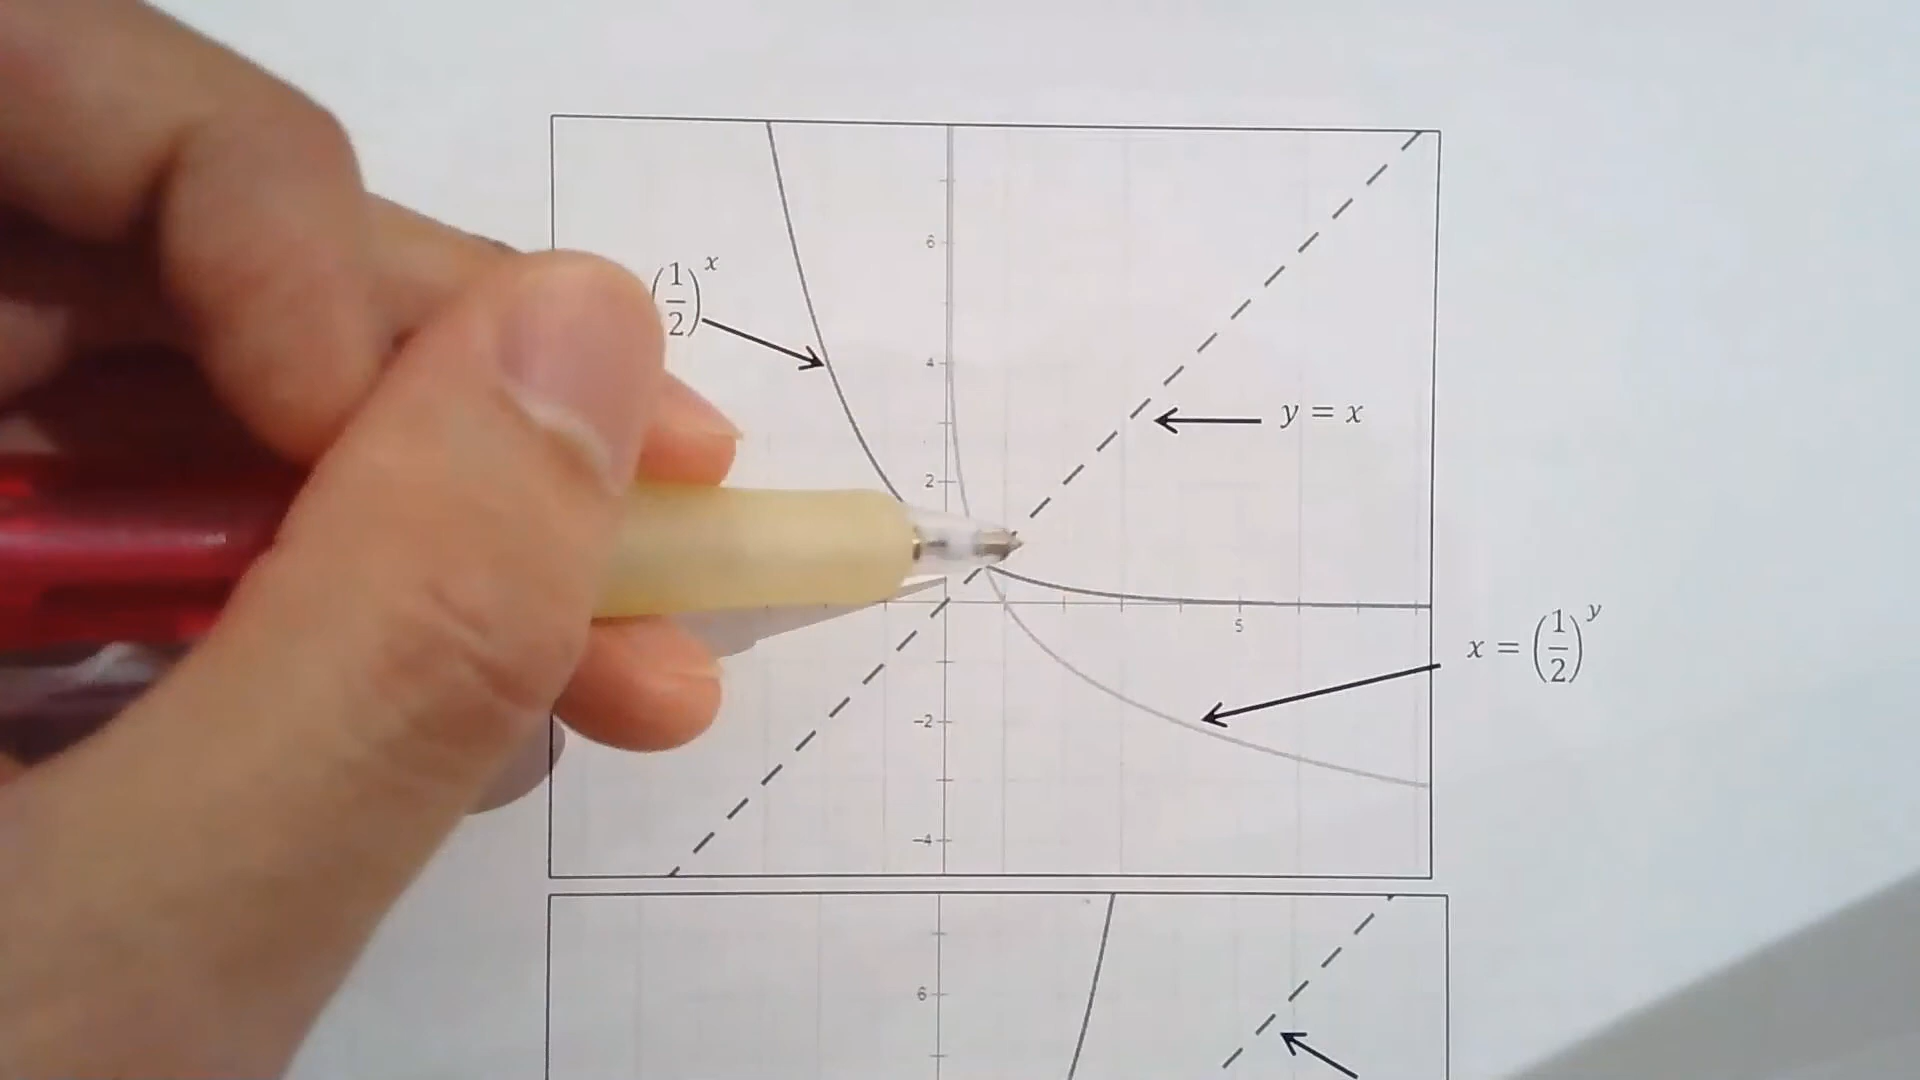 (1/2)^x
6
4
y = x
2
5
x = (1/2)^y
−2
−4
6